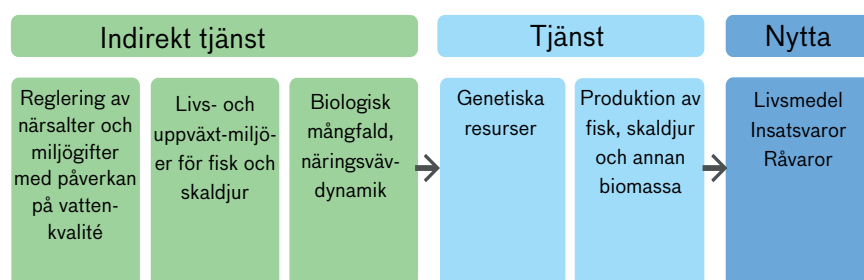 Indirekt tjänst
Tjänst
Nytta
Reglering av
närsalter och
miljögifter
med påverkan
på vatten-
kvalité
Livs- och
uppväxt-miljö-
er för fisk och
skaldjur
Biologisk
mångfald,
näringsväv-
dynamik
Genetiska
resurser
Produktion av
fisk, skaldjur
och annan
biomassa
Livsmedel
Insatsvaror
Råvaror